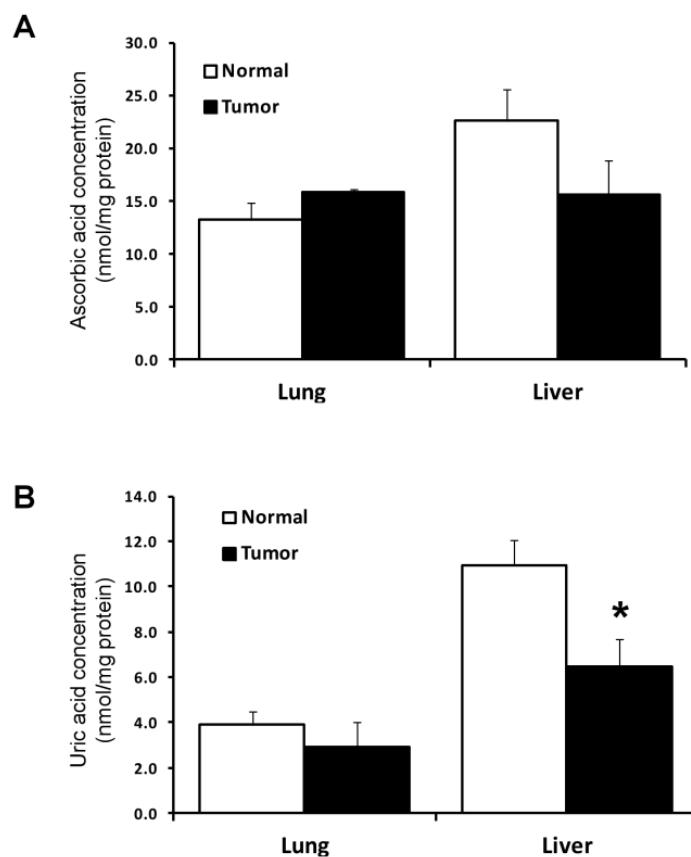 A
Ascorbic acid concentration
(nmol/mg protein)
30.0
25.0
20.0
15.0
10.0
5.0
0.0
Normal
Tumor
Lung Liver
B
Uric acid concentration
(nmol/mg protein)
14.0
12.0
10.0
8.0
6.0
4.0
2.0
0.0
Normal
Tumor
*
Lung Liver